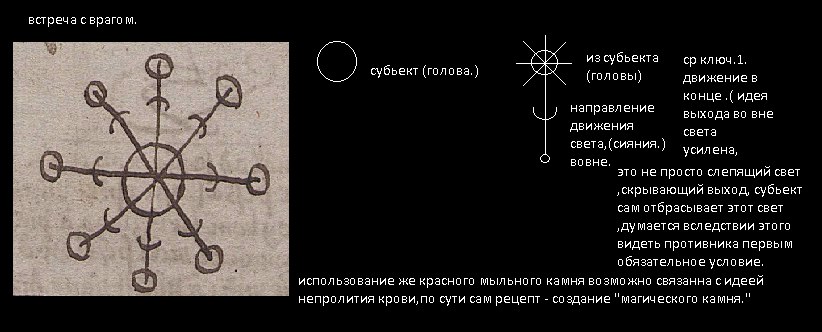 встреча с врагом.
субьект (голова.)
из субьекта
(головы)
направление
движения
света,(сияния.)
вовне.
ср ключ.1.
движение в
конце .( идея
выхода во вне
света
усилена,
это не просто слепящий свет
,скрывающий выход, субьект
сам отбрасывает этот свет
,думается вследствии этого
видеть противника первым
обязательное условие.
использование же красного мыльного камня возможно связанна с идеей
непролития крови,по сути сам рецепт - создание "магического камня."